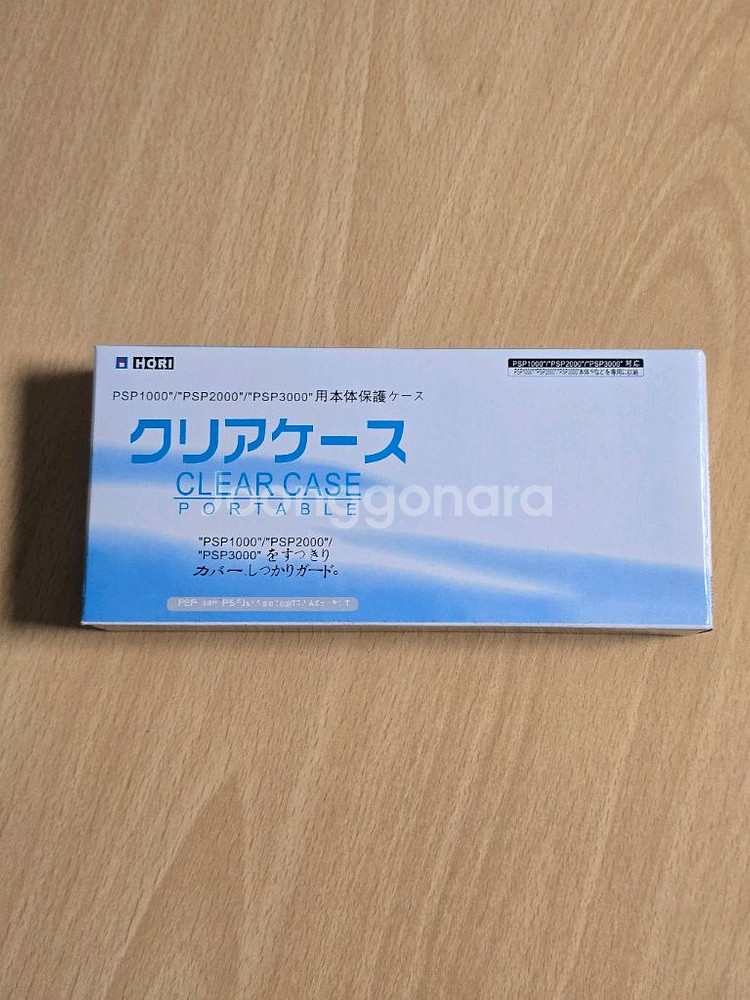 HORI
PSP1000"/"PSP2000"/"PSP3000" 対応
PSP1000"/"PSP2000"/"PSP3000"用本体保護ケース
クリアケース
CLEAR CASE
PORTABLE
Joonggonara
"PSP1000"/"PSP2000"/
"PSP3000" をすっきり
カバー、しつかりガード。